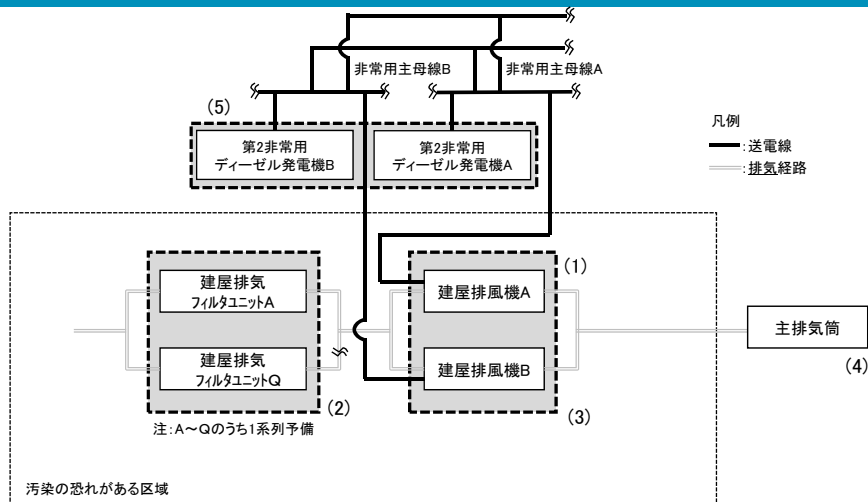 非常用主母線B
非常用主母線A
(5)
第2非常用
ディーゼル発電機B
第2非常用
ディーゼル発電機A
凡例
:送電線
:排気経路
(1)
建屋排気
フィルタユニットA
建屋排風機A
主排気筒
(4)
建屋排気
フィルタユニットQ
建屋排風機B
(2)
(3)
注:A~Qのうち1系列予備
汚染の恐れがある区域